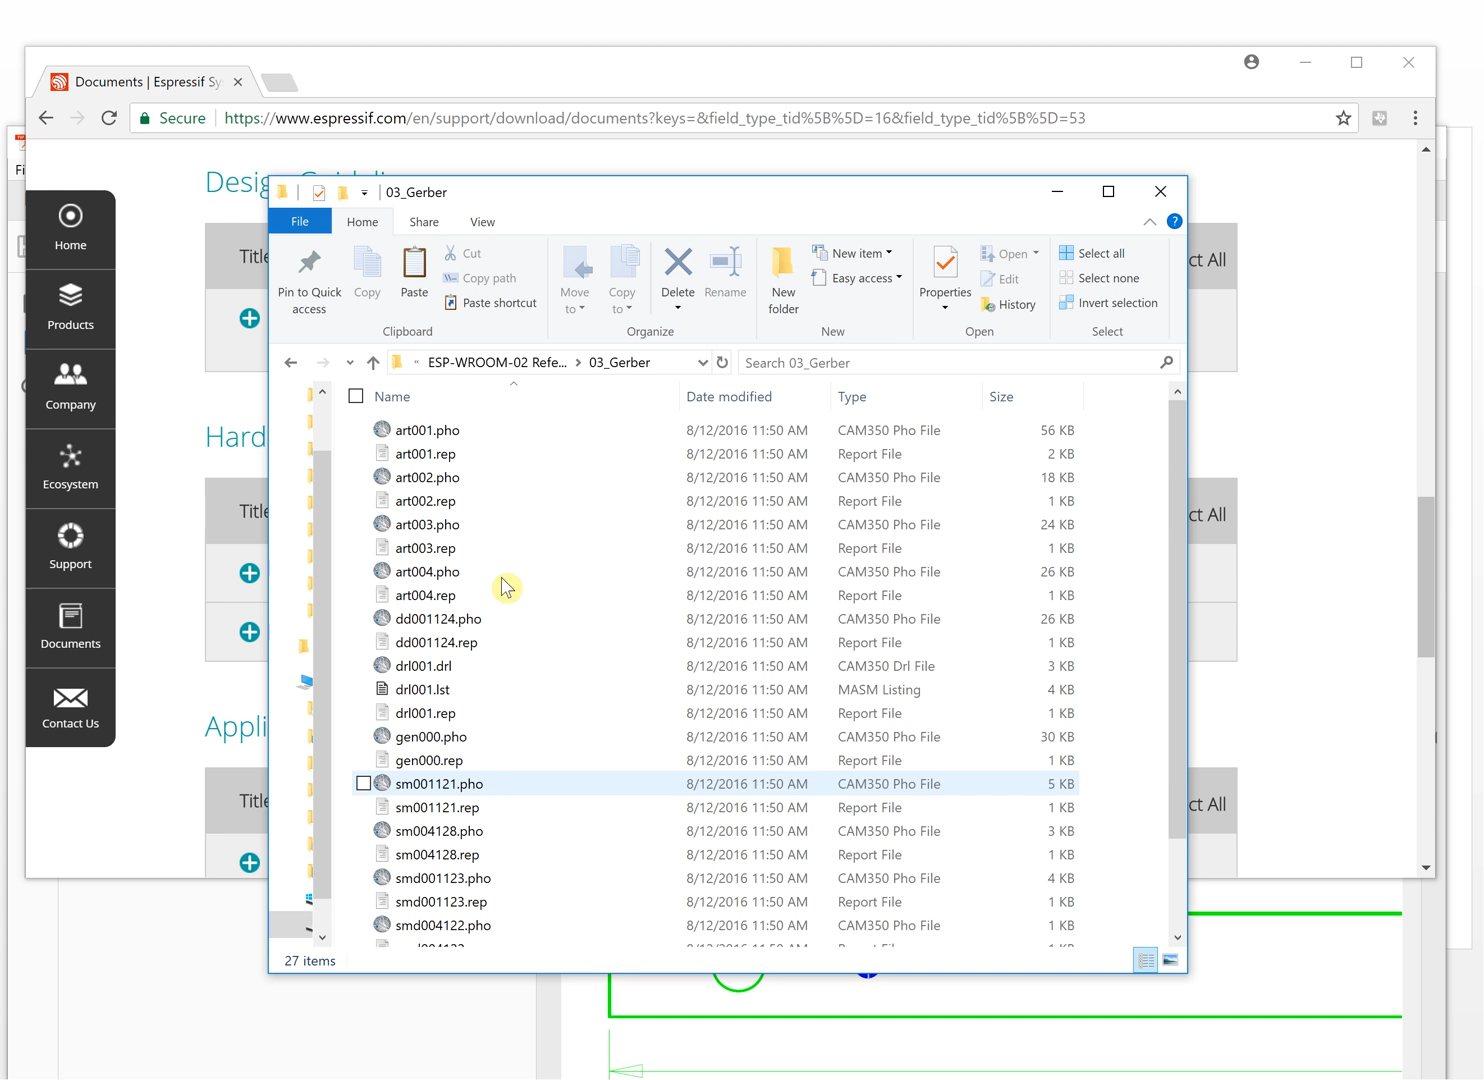 Documents | Espressif Sy
Secure
https://www.espressif.com/en/support/download/documents?keys=&field_type_tid%5B%5D=16&field_type_tid%5B%5D=53
Fi
Home
Products
Company
Ecosystem
Support
Documents
Contact Us
Title
Hard
Title
Appli
Title
ct All
ct All
ct All
03_Gerber
File
Home
Share
View
Pin to Quick access
Copy
Paste
Cut
Copy path
Paste shortcut
Clipboard
Move to
Copy to
Delete
Rename
Organize
New folder
New item
Easy access
New
Properties
Open
Edit
History
Open
Select all
Select none
Invert selection
Select
« ESP-WROOM-02 Refe... > 03_Gerber
Search 03_Gerber
Name Date modified Type Size
art001.pho 8/12/2016 11:50 AM CAM350 Pho File 56 KB
art001.rep 8/12/2016 11:50 AM Report File 2 KB
art002.pho 8/12/2016 11:50 AM CAM350 Pho File 18 KB
art002.rep 8/12/2016 11:50 AM Report File 1 KB
art003.pho 8/12/2016 11:50 AM CAM350 Pho File 24 KB
art003.rep 8/12/2016 11:50 AM Report File 1 KB
art004.pho 8/12/2016 11:50 AM CAM350 Pho File 26 KB
art004.rep 8/12/2016 11:50 AM Report File 1 KB
dd001124.pho 8/12/2016 11:50 AM CAM350 Pho File 26 KB
dd001124.rep 8/12/2016 11:50 AM Report File 1 KB
drl001.drl 8/12/2016 11:50 AM CAM350 Drl File 3 KB
drl001.lst 8/12/2016 11:50 AM MASM Listing 4 KB
drl001.rep 8/12/2016 11:50 AM Report File 1 KB
gen000.pho 8/12/2016 11:50 AM CAM350 Pho File 30 KB
gen000.rep 8/12/2016 11:50 AM Report File 1 KB
sm001121.pho 8/12/2016 11:50 AM CAM350 Pho File 5 KB
sm001121.rep 8/12/2016 11:50 AM Report File 1 KB
sm004128.pho 8/12/2016 11:50 AM CAM350 Pho File 3 KB
sm004128.rep 8/12/2016 11:50 AM Report File 1 KB
smd001123.pho 8/12/2016 11:50 AM CAM350 Pho File 4 KB
smd001123.rep 8/12/2016 11:50 AM Report File 1 KB
smd004122.pho 8/12/2016 11:50 AM CAM350 Pho File 1 KB
27 items